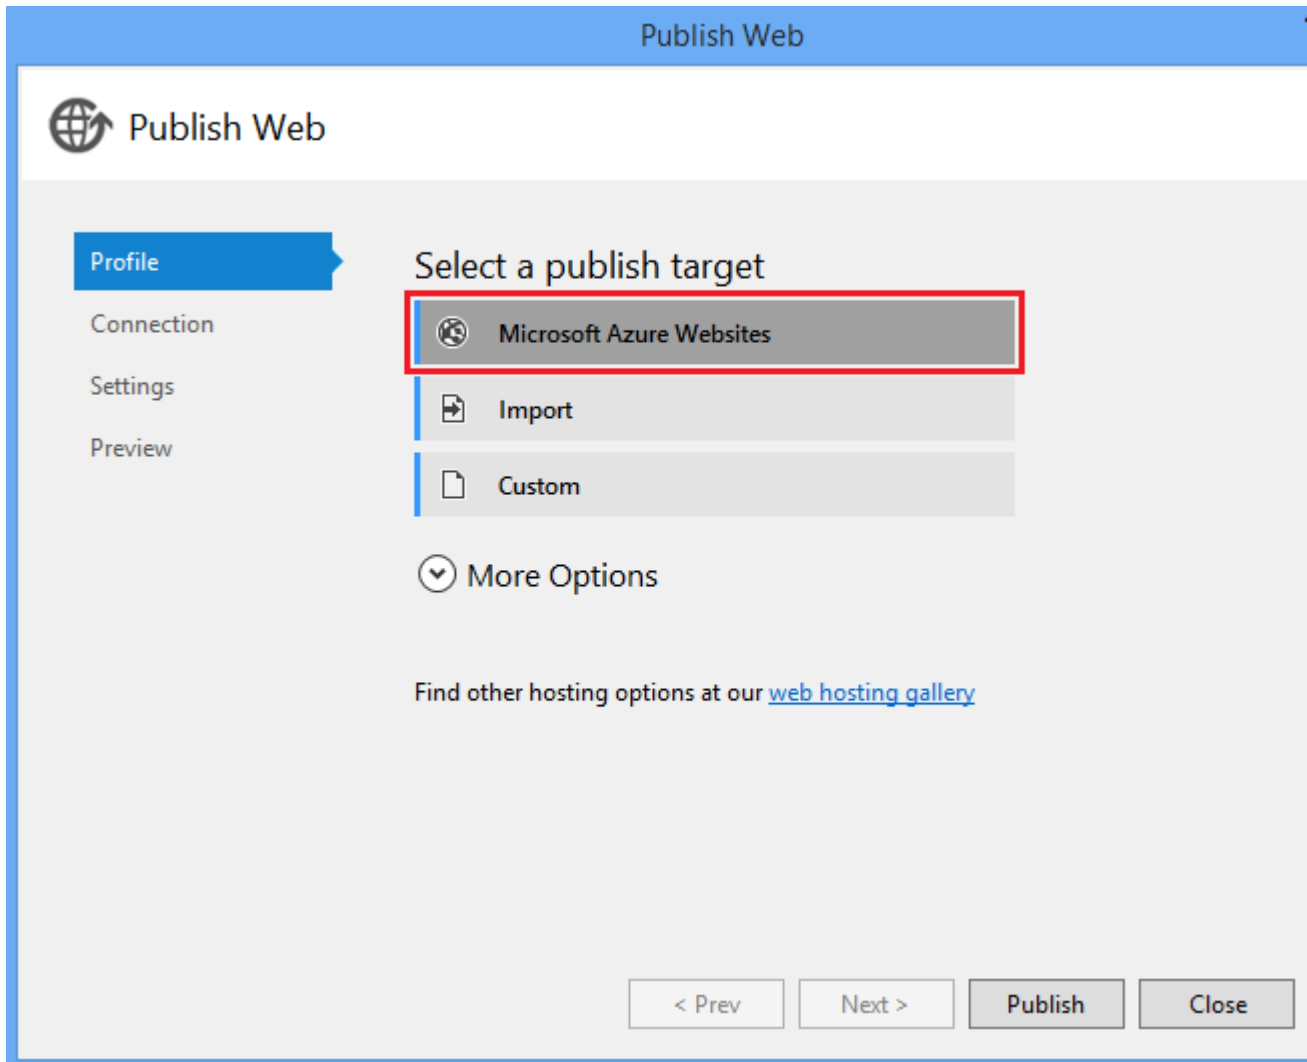 Publish Web
Publish Web
Profile
Connection
Settings
Preview
Select a publish target
Microsoft Azure Websites
Import
Custom
More Options
Find other hosting options at our web hosting gallery
< Prev
Next >
Publish
Close